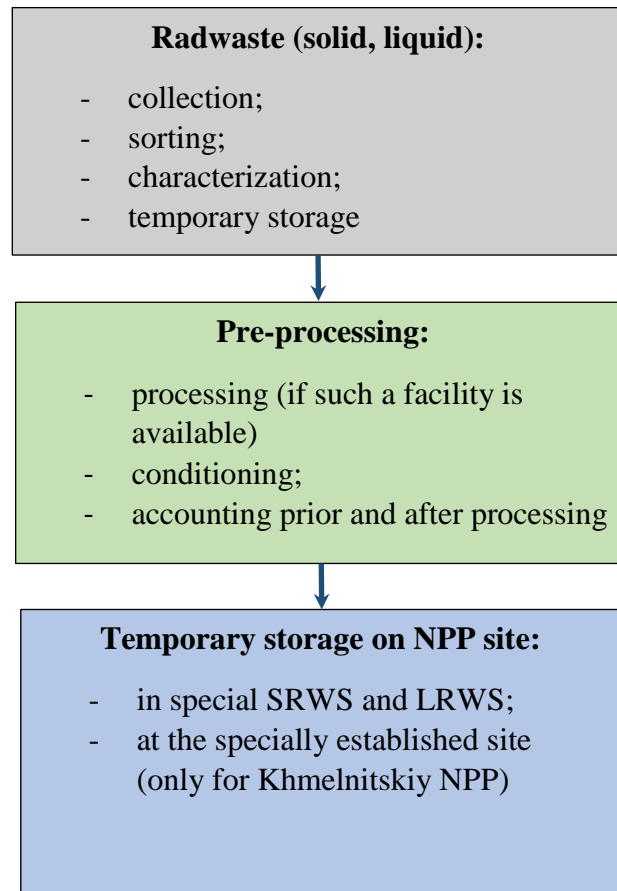 Radwaste (solid, liquid):
- collection;
- sorting;
- characterization;
- temporary storage
Pre-processing:
- processing (if such a facility is
available)
- conditioning;
- accounting prior and after processing
Temporary storage on NPP site:
- in special SRWS and LRWS;
- at the specially established site
(only for Khmelnitskiy NPP)